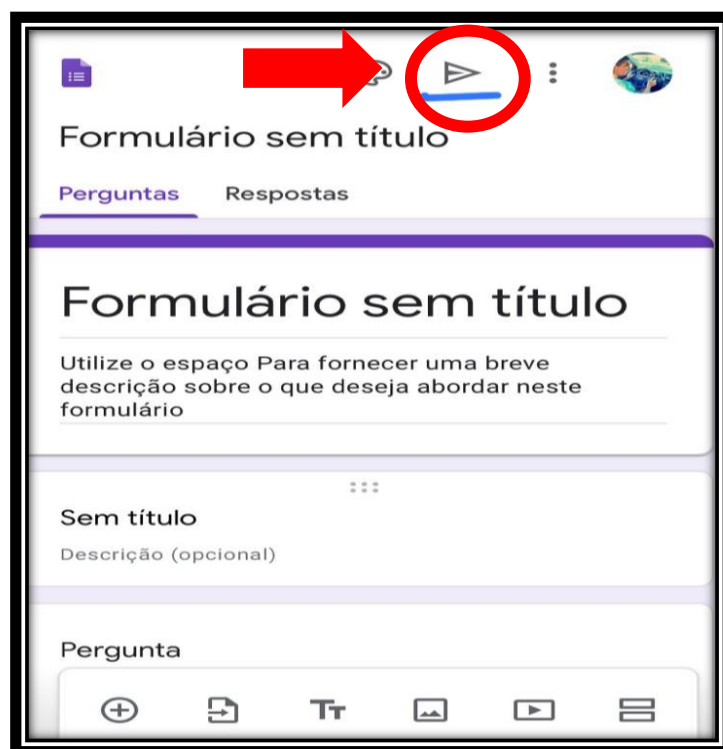 Formulário sem título
Perguntas Respostas
Formulário sem título
Utilize o espaço Para fornecer uma breve
descrição sobre o que deseja abordar neste
formulário
Sem título
Descrição (opcional)
Pergunta
Tт